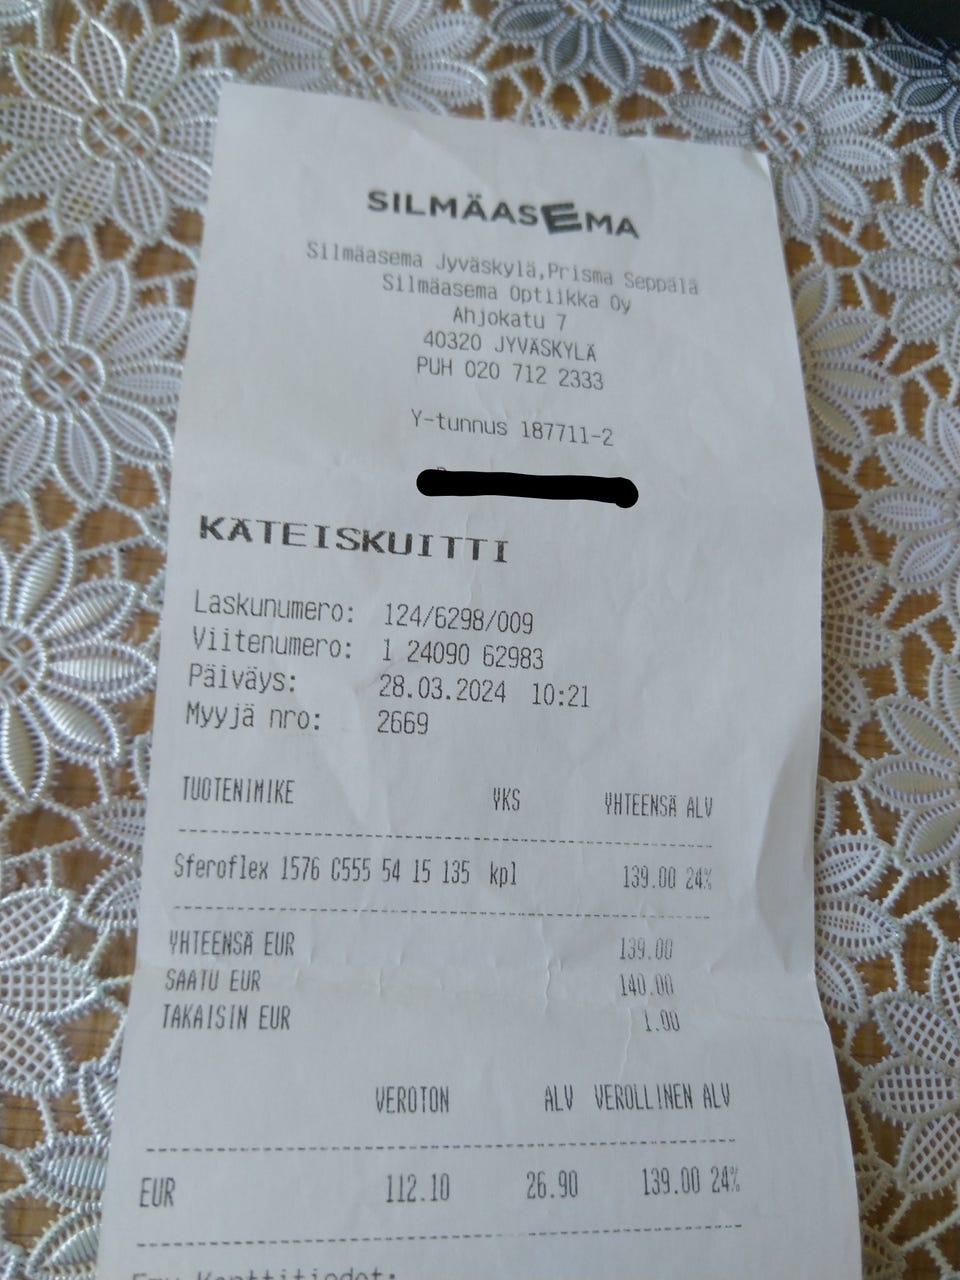 SILMÄASEMA
Silmäasema Jyväskylä,Prisma Seppälä
Silmäasema Optiikka Oy
Ahjokatu 7
40320 JYVÄSKYLÄ
PUH 020 712 2333
Y-tunnus 187711-2
KÄTEISKUITTI
Laskunumero: 124/6298/009
Viitenumero: 1 24090 62983
Päiväys: 28.03.2024 10:21
Myyjä nro: 2669
TUOTENIMIKE YKS YHTEENSÄ ALV
Sferoflex 1576 C555 54 15 135 kpl 139.00 24%
YHTEENSÄ EUR 139.00
SAATU EUR 140.00
TAKAISIN EUR 1.00
VEROTON ALV VEROLLINEN ALV
EUR 112.10 26.90 139.00 24%